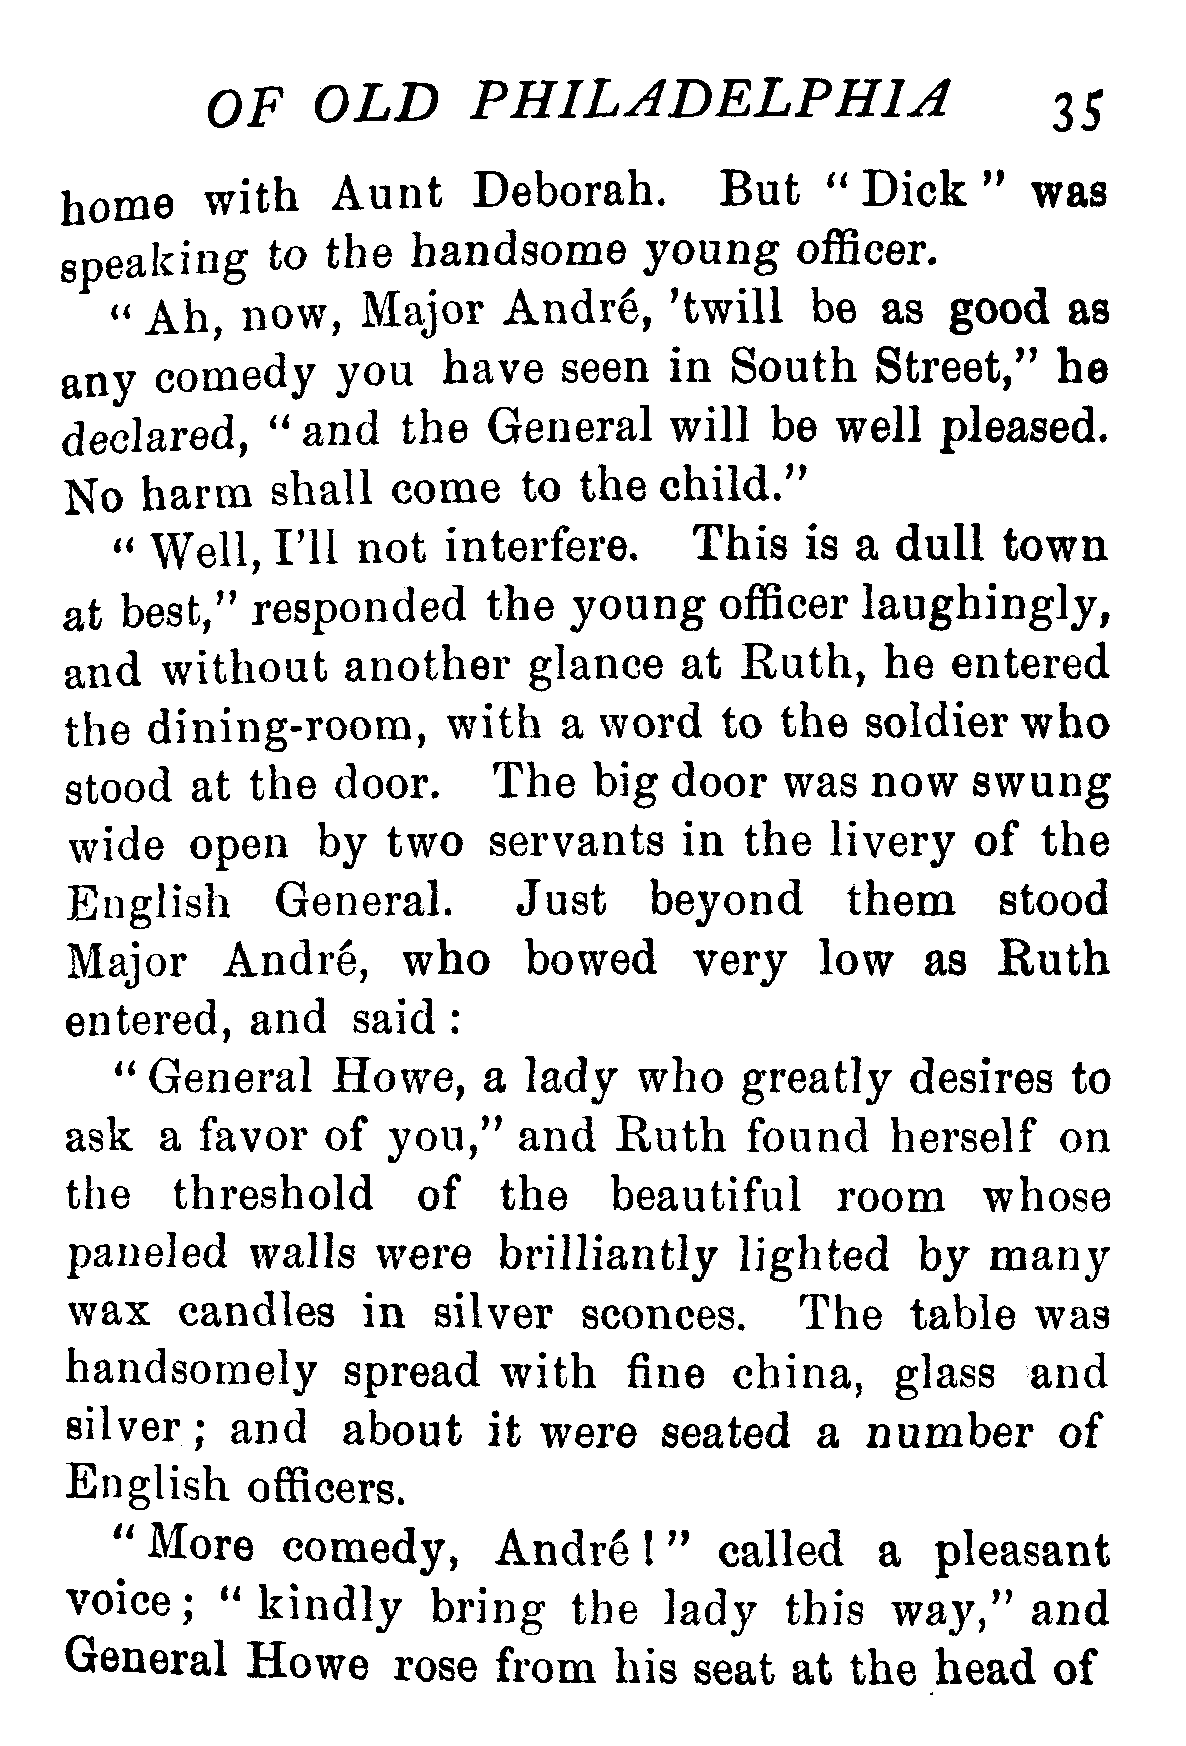 OF OLD PHILADELPHIA 35
home with Aunt Deborah. But “ Dick ” was
speaking to the handsome young officer.
“ Ah, now, Major André, ’twill be as good as
any comedy you have seen in South Street,” he
declared, “ and the General will be well pleased.
No harm shall come to the child.”
“ Well, I’ll not interfere. This is a dull town
at best,” responded the young officer laughingly,
and without another glance at Ruth, he entered
the dining-room, with a word to the soldier who
stood at the door. The big door was now swung
wide open by two servants in the livery of the
English General. Just beyond them stood
Major André, who bowed very low as Ruth
entered, and said :
“ General Howe, a lady who greatly desires to
ask a favor of you,” and Ruth found herself on
the threshold of the beautiful room whose
paneled walls were brilliantly lighted by many
wax candles in silver sconces. The table was
handsomely spread with fine china, glass and
silver ; and about it were seated a number of
English officers.
“ More comedy, André ! ” called a pleasant
voice ; “ kindly bring the lady this way,” and
General Howe rose from his seat at the head of